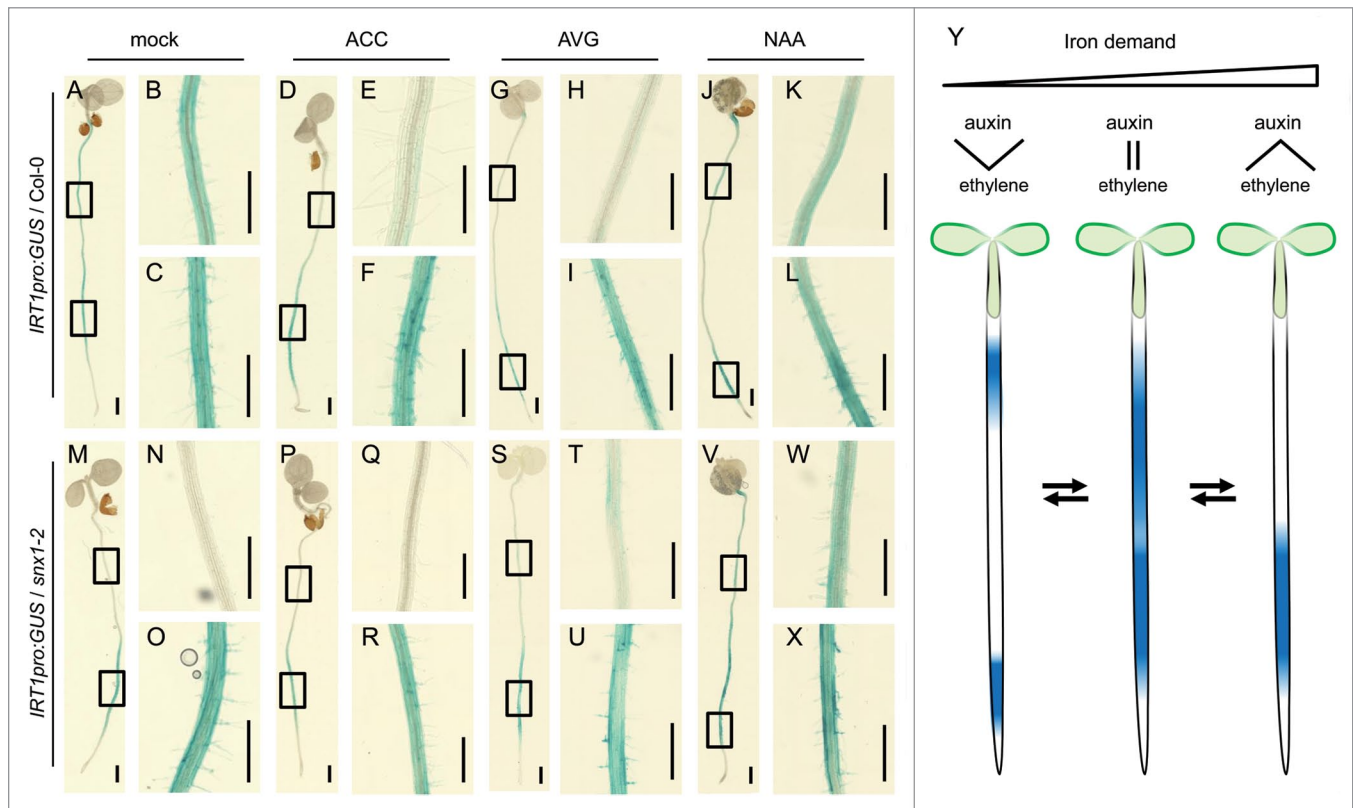 mock
ACC
AVG
NAA
A
B
D
E
G
H
J
K
C
F
I
L
IRT1pro:GUS / Col-0
M
N
P
Q
S
T
V
W
O
R
U
X
IRT1pro:GUS / snx1-2
Y
Iron demand
auxin
auxin
auxin
ethylene
ethylene
ethylene